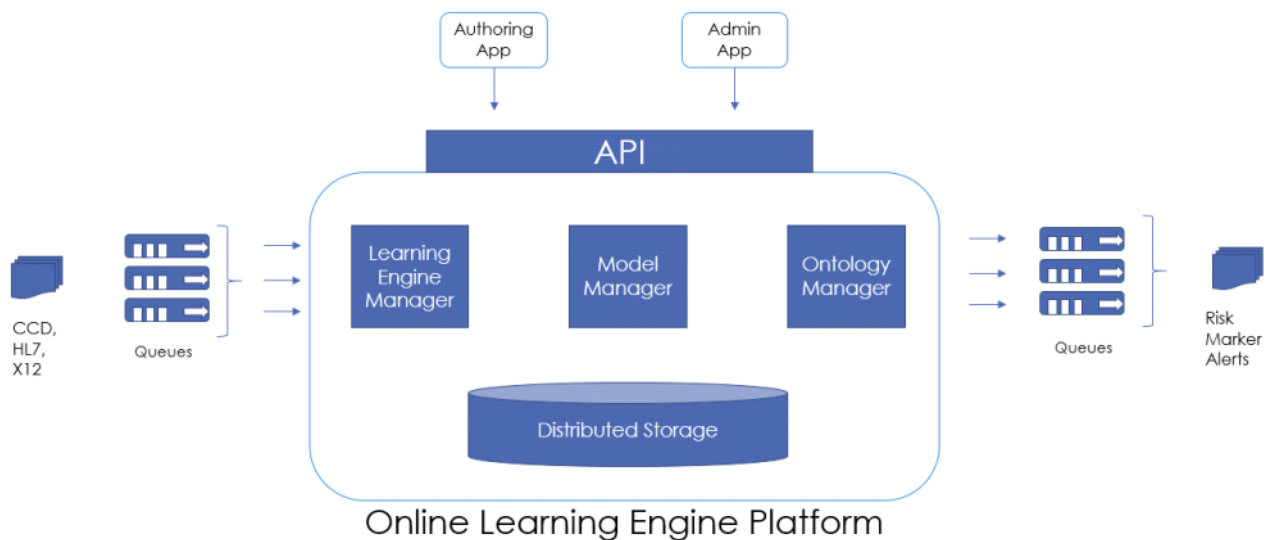 Authoring
App
Admin
App
API
Learning
Engine
Manager
Model
Manager
Ontology
Manager
CCD,
HL7,
X12
Queues
Queues
Risk
Marker
Alerts
Distributed Storage
Online Learning Engine Platform